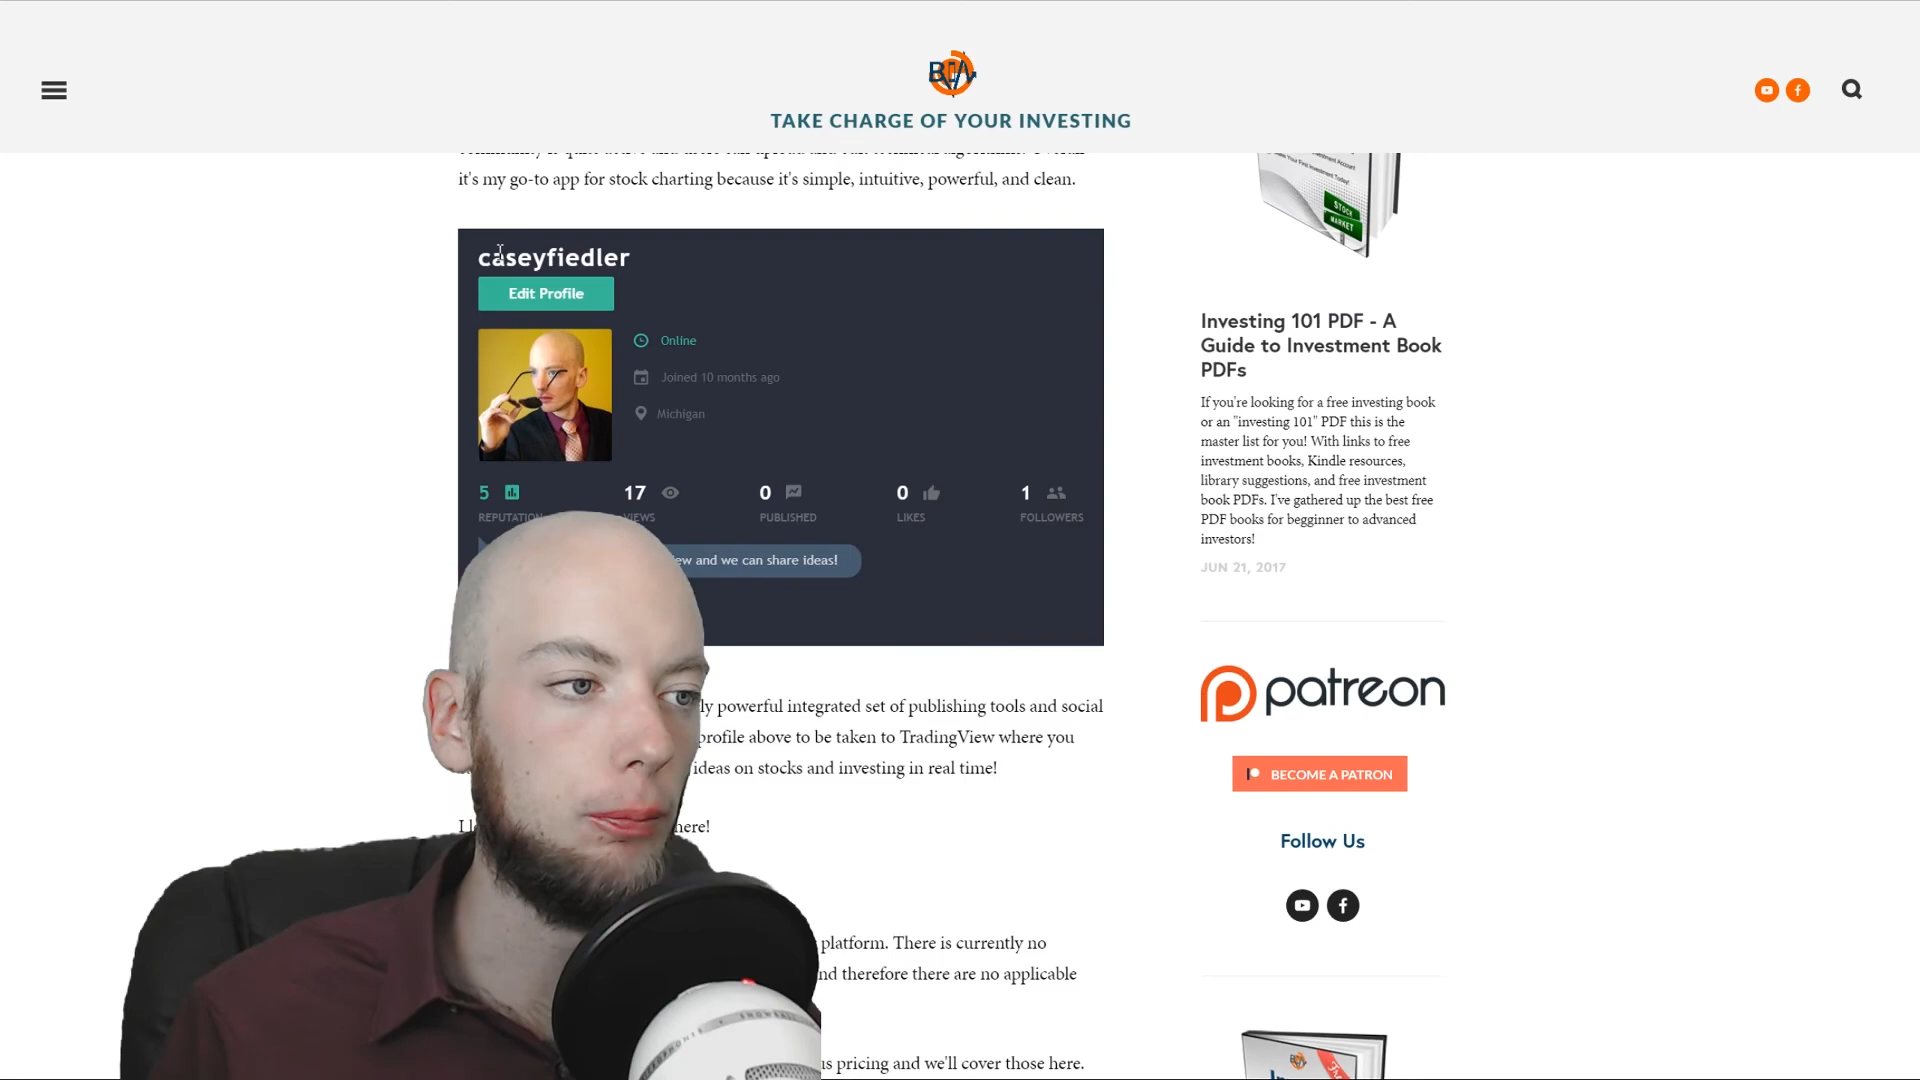 TAKE CHARGE OF YOUR INVESTING
it's my go-to app for stock charting because it's simple, intuitive, powerful, and clean.
caseyfiedler
Edit Profile
Online
Joined 10 months ago
Michigan
5
17
0
0
1
REPUTATION
VIEWS
PUBLISHED
LIKES
FOLLOWERS
and we can share ideas!
powerful integrated set of publishing tools and social
profile above to be taken to TradingView where you
ideas on stocks and investing in real time!
here!
platform. There is currently no
therefore there are no applicable
pricing and we'll cover those here.
STOCK
MARKET
Investing 101 PDF - A
Guide to Investment Book
PDFs
If you're looking for a free investing book
or an "investing 101" PDF this is the
master list for you! With links to free
investment books, Kindle resources,
library suggestions, and free investment
book PDFs. I've gathered up the best free
PDF books for begginner to advanced
investors!
JUN 21, 2017
patreon
BECOME A PATRON
Follow Us